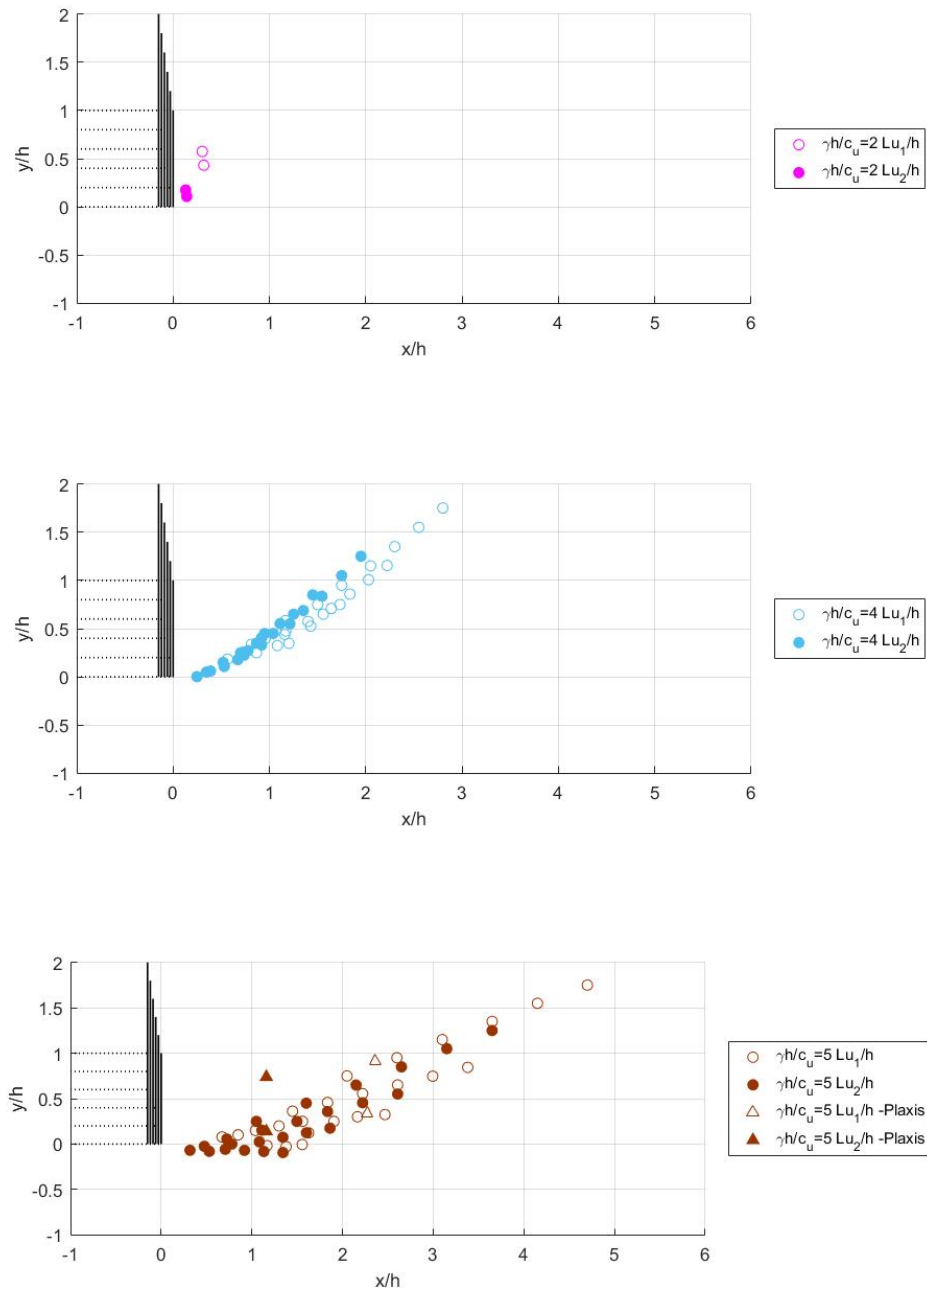 2
1.5
1
0.5
0
-0.5
-1
y/h
-1 0 1 2 3 4 5 6
x/h
γh/c_u=2 Lu_1/h
γh/c_u=2 Lu_2/h
2
1.5
1
0.5
0
-0.5
-1
y/h
-1 0 1 2 3 4 5 6
x/h
γh/c_u=4 Lu_1/h
γh/c_u=4 Lu_2/h
2
1.5
1
0.5
0
-0.5
-1
y/h
-1 0 1 2 3 4 5 6
x/h
γh/c_u=5 Lu_1/h
γh/c_u=5 Lu_2/h
γh/c_u=5 Lu_1/h -Plaxis
γh/c_u=5 Lu_2/h -Plaxis